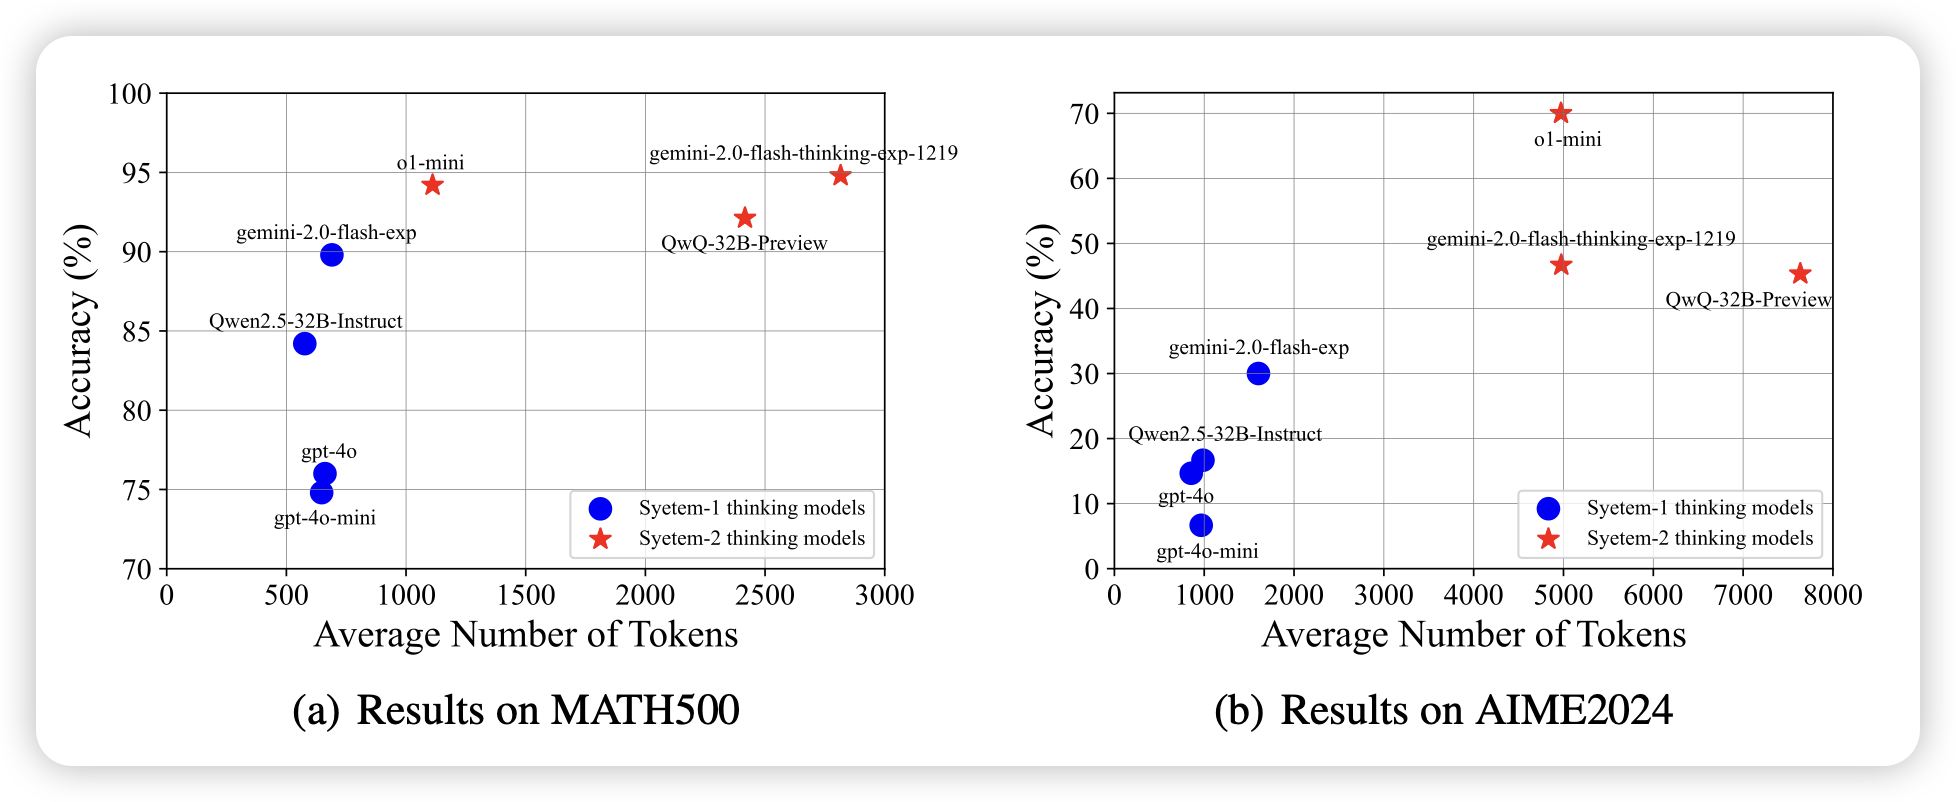 100
95
90
85
80
75
70
0
500
1000
1500
2000
2500
3000
Accuracy (%)
Average Number of Tokens
o1-mini
gemini-2.0-flash-thinking-exp-1219
QwQ-32B-Preview
gemini-2.0-flash-exp
Qwen2.5-32B-Instruct
gpt-4o
gpt-4o-mini
Syetem-1 thinking models
Syetem-2 thinking models
(a) Results on MATH500
70
60
50
40
30
20
10
0
0
1000
2000
3000
4000
5000
6000
7000
8000
Accuracy (%)
Average Number of Tokens
o1-mini
gemini-2.0-flash-thinking-exp-1219
QwQ-32B-Preview
gemini-2.0-flash-exp
Qwen2.5-32B-Instruct
gpt-4o
gpt-4o-mini
Syetem-1 thinking models
Syetem-2 thinking models
(b) Results on AIME2024